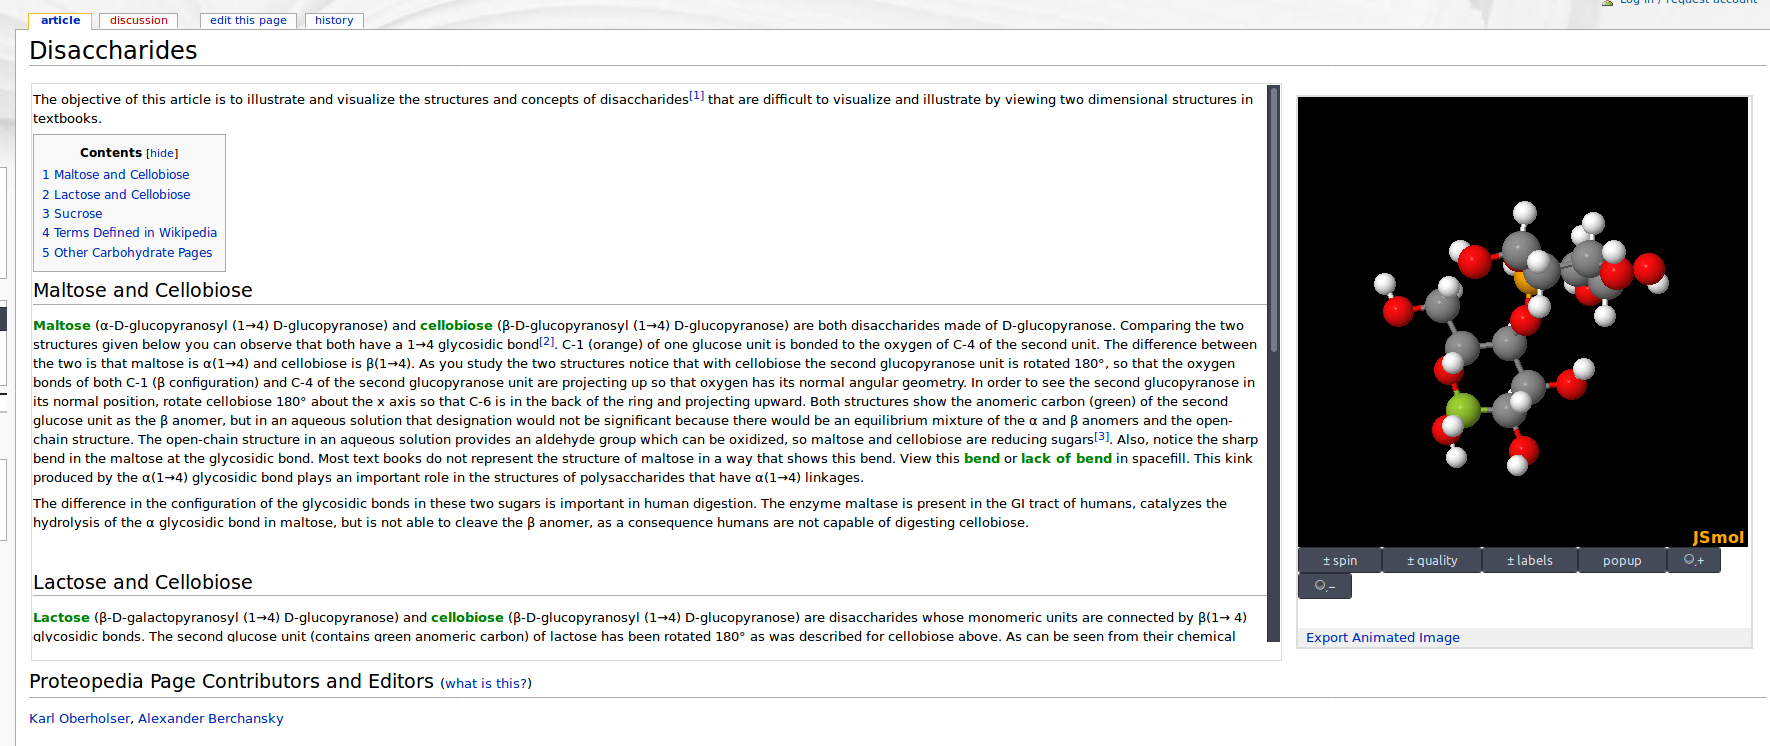 Log in / request account
article
discussion
edit this page
history
Disaccharides
The objective of this article is to illustrate and visualize the structures and concepts of disaccharides[1] that are difficult to visualize and illustrate by viewing two dimensional structures in
textbooks.
Contents [hide]
1 Maltose and Cellobiose
2 Lactose and Cellobiose
3 Sucrose
4 Terms Defined in Wikipedia
5 Other Carbohydrate Pages
Maltose and Cellobiose
Maltose (α-D-glucopyranosyl (1→4) D-glucopyranose) and cellobiose (β-D-glucopyranosyl (1→4) D-glucopyranose) are both disaccharides made of D-glucopyranose. Comparing the two
structures given below you can observe that both have a 1→4 glycosidic bond[2]. C-1 (orange) of one glucose unit is bonded to the oxygen of C-4 of the second unit. The difference between
the two is that maltose is α(1→4) and cellobiose is β(1→4). As you study the two structures notice that with cellobiose the second glucopyranose unit is rotated 180°, so that the oxygen
bonds of both C-1 (β configuration) and C-4 of the second glucopyranose unit are projecting up so that oxygen has its normal angular geometry. In order to see the second glucopyranose in
its normal position, rotate cellobiose 180° about the x axis so that C-6 is in the back of the ring and projecting upward. Both structures show the anomeric carbon (green) of the second
glucose unit as the β anomer, but in an aqueous solution that designation would not be significant because there would be an equilibrium mixture of the α and β anomers and the open-
chain structure. The open-chain structure in an aqueous solution provides an aldehyde group which can be oxidized, so maltose and cellobiose are reducing sugars[3]. Also, notice the sharp
bend in the maltose at the glycosidic bond. Most text books do not represent the structure of maltose in a way that shows this bend. View this bend or lack of bend in spacefill. This kink
produced by the α(1→4) glycosidic bond plays an important role in the structures of polysaccharides that have α(1→4) linkages.
The difference in the configuration of the glycosidic bonds in these two sugars is important in human digestion. The enzyme maltase is present in the GI tract of humans, catalyzes the
hydrolysis of the α glycosidic bond in maltose, but is not able to cleave the β anomer, as a consequence humans are not capable of digesting cellobiose.
Lactose and Cellobiose
Lactose (β-D-galactopyranosyl (1→4) D-glucopyranose) and cellobiose (β-D-glucopyranosyl (1→4) D-glucopyranose) are disaccharides whose monomeric units are connected by β(1→ 4)
glycosidic bonds. The second glucose unit (contains green anomeric carbon) of lactose has been rotated 180° as was described for cellobiose above. As can be seen from their chemical
JSmol
± spin
± quality
± labels
popup
+
–
Export Animated Image
Proteopedia Page Contributors and Editors (what is this?)
Karl Oberholser, Alexander Berchansky